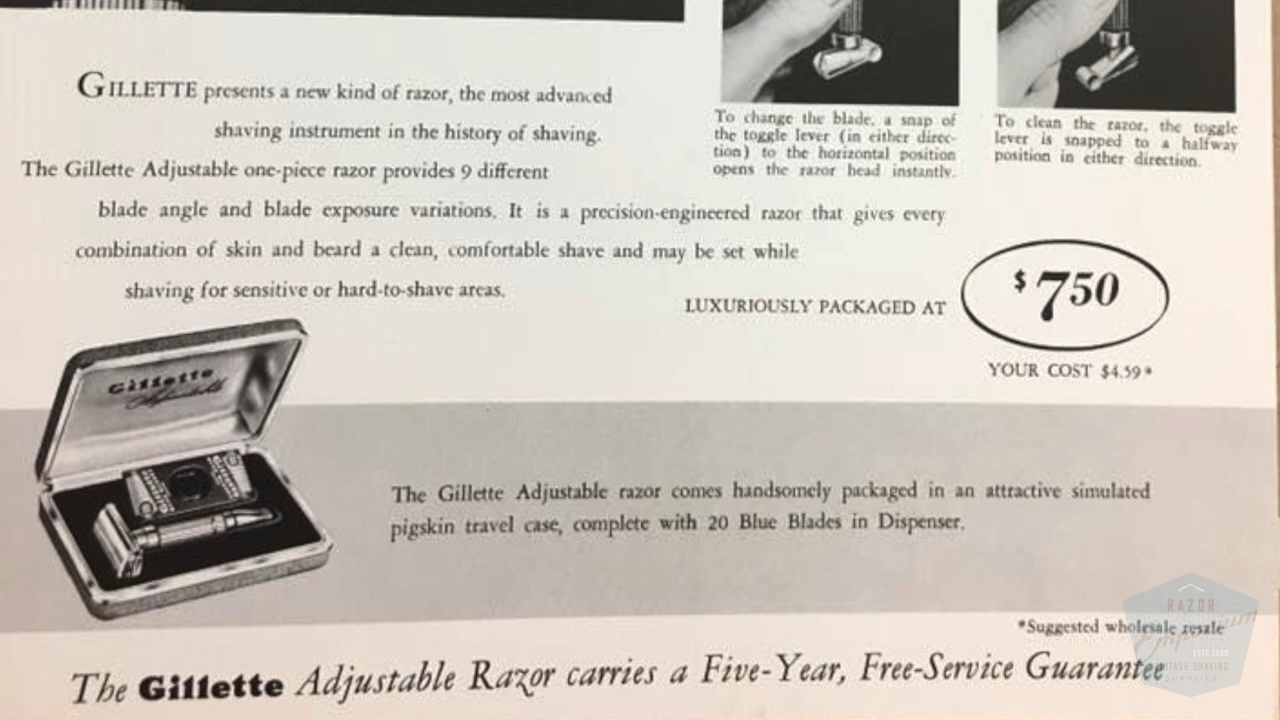 GILLETTE presents a new kind of razor, the most advanced
shaving instrument in the history of shaving.
The Gillette Adjustable one-piece razor provides 9 different
blade angle and blade exposure variations. It is a precision-engineered razor that gives every
combination of skin and beard a clean, comfortable shave and may be set while
shaving for sensitive or hard-to-shave areas.
To change the blade, a snap of
the toggle lever (in either direc-
tion) to the horizontal position
opens the razor head instantly.
To clean the razor, the toggle
lever is snapped to a halfway
position in either direction.
LUXURIOUSLY PACKAGED AT
$7.50
YOUR COST $4.59*
Gillette
Adjustable
The Gillette Adjustable razor comes handsomely packaged in an attractive simulated
pigskin travel case, complete with 20 Blue Blades in Dispenser.
*Suggested wholesale resale
The Gillette Adjustable Razor carries a Five-Year, Free-Service Guarantee
RAZOR
Emporium
VINTAGE SHAVING
SUPPLIES